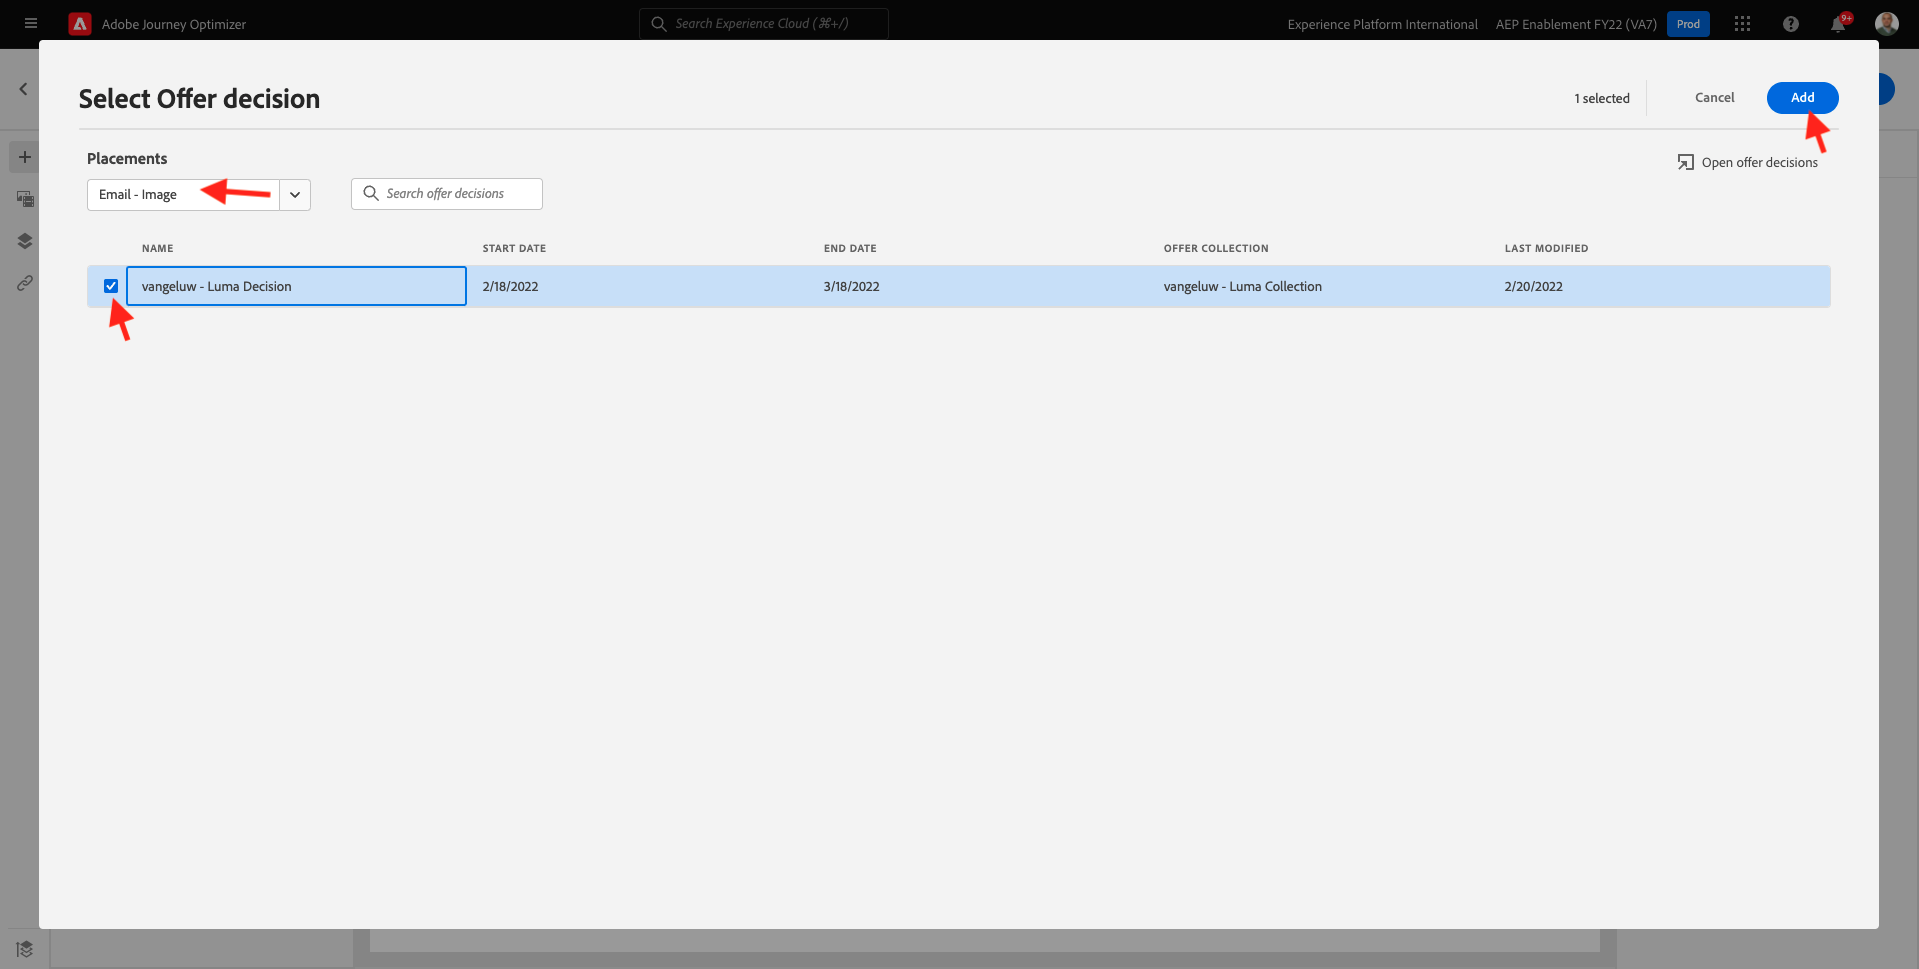 Adobe Journey Optimizer
Search Experience Cloud (⌘+/)
Experience Platform International
AEP Enablement FY22 (VA7)
Prod
9+
Select Offer decision
1 selected
Cancel
Add
Placements
Open offer decisions
Email - Image
Search offer decisions
NAME
START DATE
END DATE
OFFER COLLECTION
LAST MODIFIED
vangeluw - Luma Decision
2/18/2022
3/18/2022
vangeluw - Luma Collection
2/20/2022